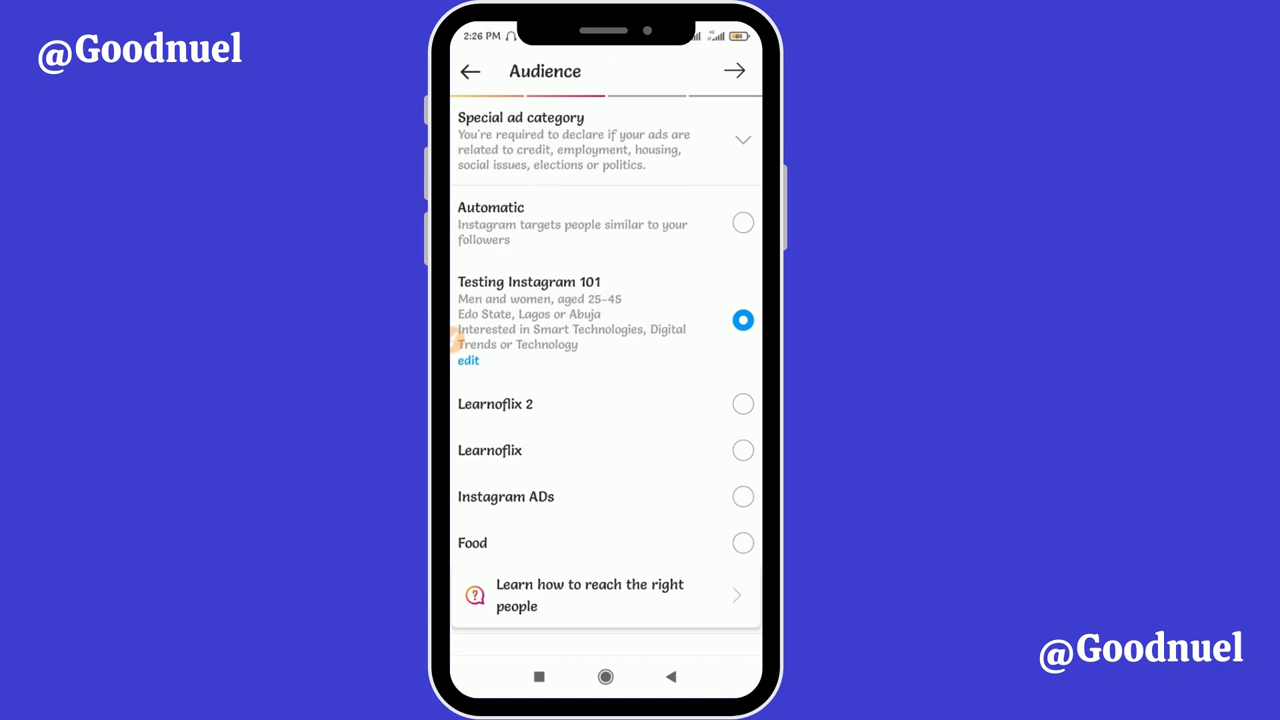 @Goodnuel
2:26 PM
Audience
Special ad category
You're required to declare if your ads are
related to credit, employment, housing,
social issues, elections or politics.
Automatic
Instagram targets people similar to your
followers
Testing Instagram 101
Men and women, aged 25-45
Edo State, Lagos or Abuja
Interested in Smart Technologies, Digital
Trends or Technology
edit
Learnoflix 2
Learnoflix
Instagram ADs
Food
Learn how to reach the right
people
@Goodnuel